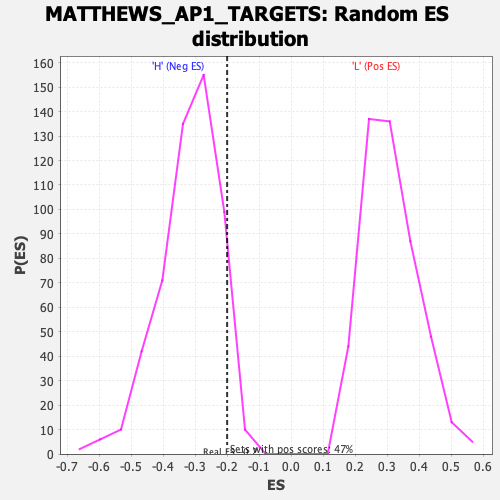 MATTHEWS_AP1_TARGETS: Random ES
distribution
'H' (Neg ES)
'L' (Pos ES)
P(ES)
160
150
140
130
120
110
100
90
80
70
60
50
40
30
20
10
0
Sets with pos scores: 47%
Real ES
-0.7 -0.6 -0.5 -0.4 -0.3 -0.2 -0.1 0.0 0.1 0.2 0.3 0.4 0.5 0.6
ES